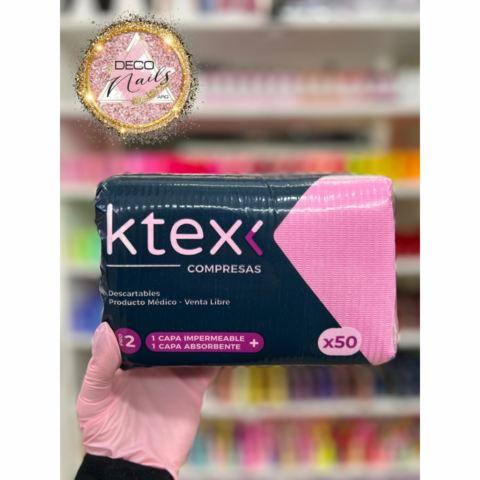 DECO
Nails
ktex
COMPRESAS
Descartables
Producto Médico - Venta Libre
2
1 CAPA IMPERMEABLE
1 CAPA ABSORBENTE +
x50